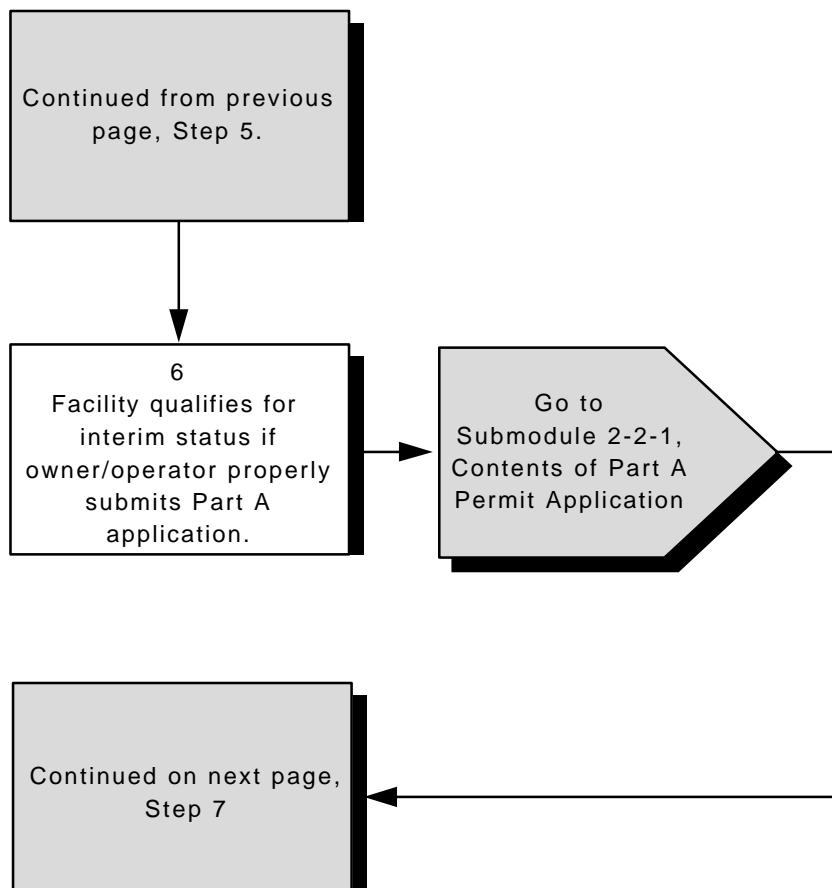 Continued from previous
page, Step 5.
6
Facility qualifies for
interim status if
owner/operator properly
submits Part A
application.
Go to
Submodule 2-2-1,
Contents of Part A
Permit Application
Continued on next page,
Step 7